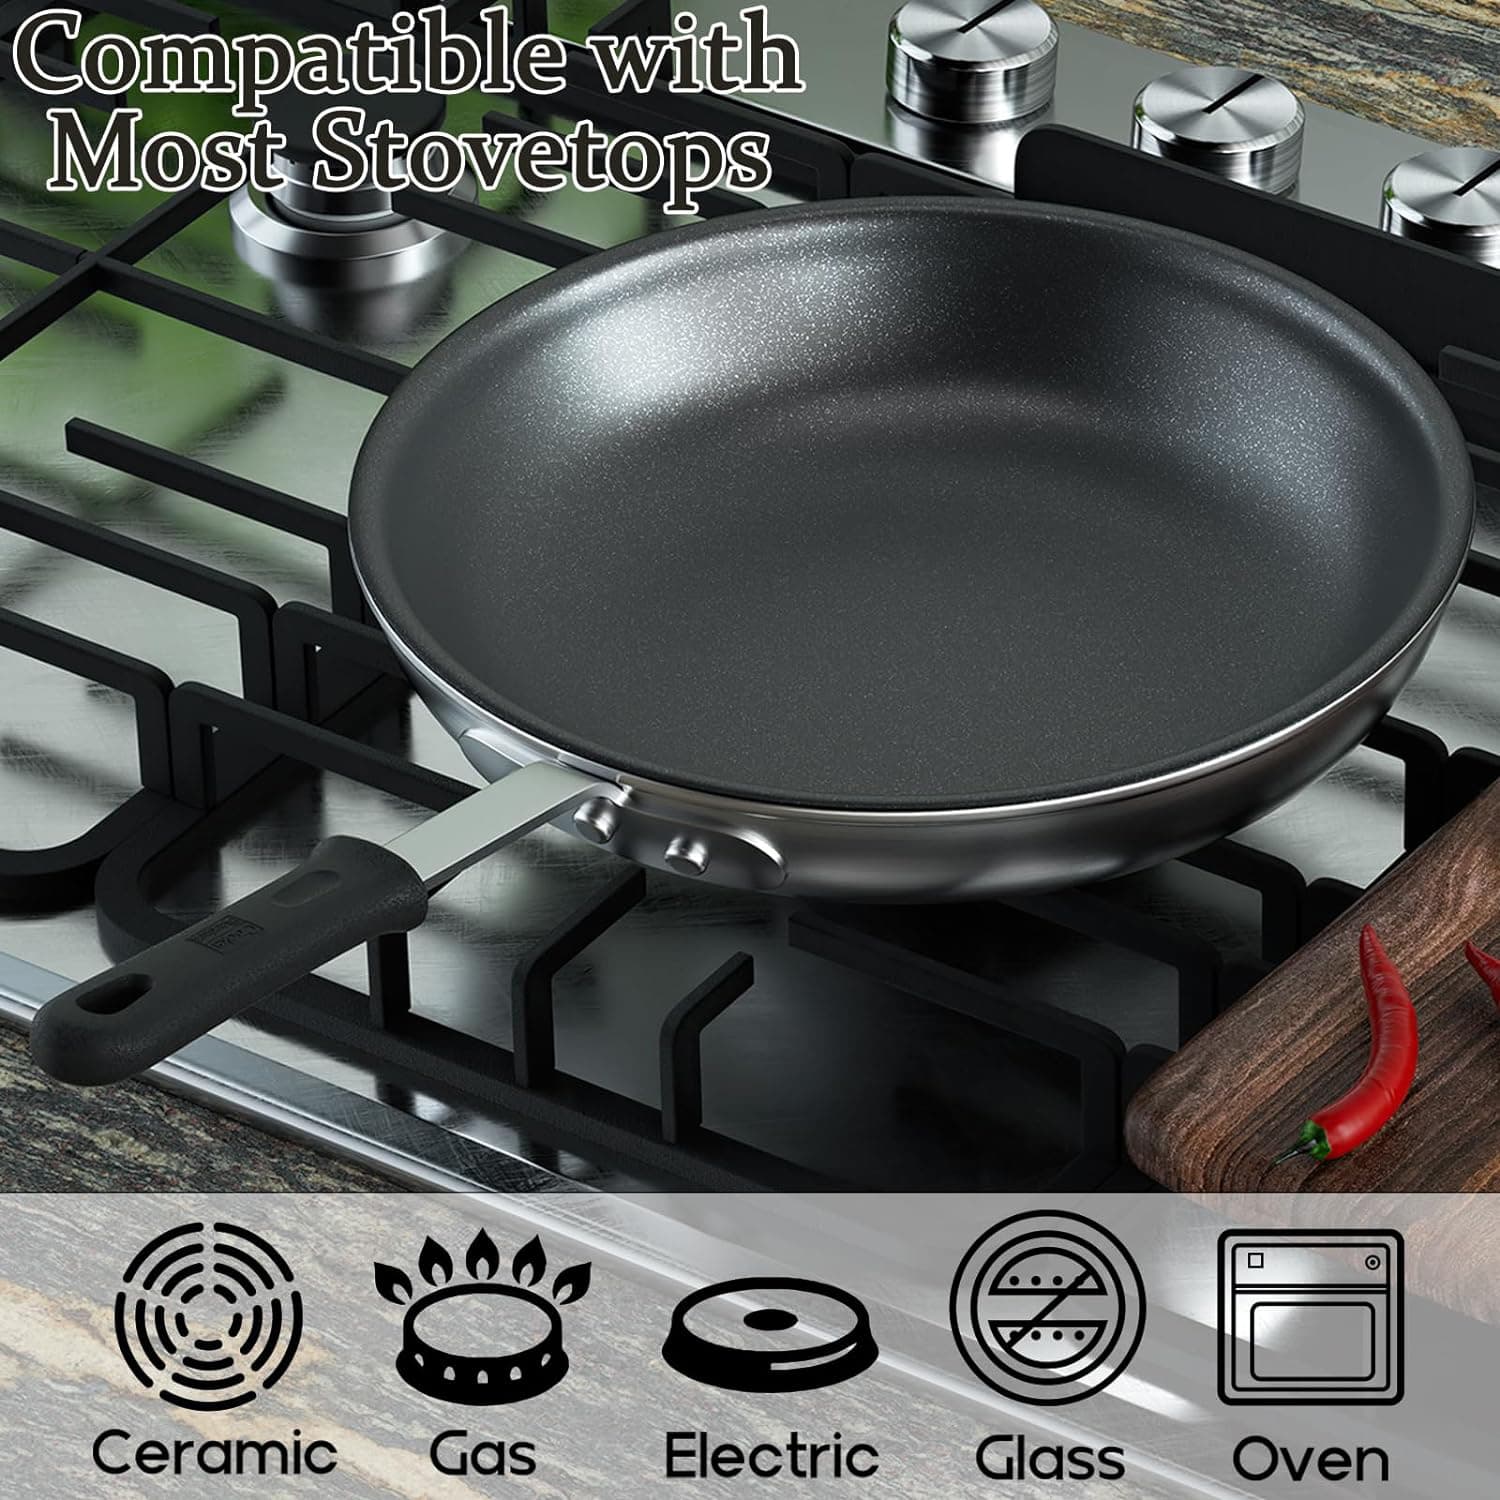 Compatible with
Most Stovetops
Ceramic
Gas
Electric
Glass
Oven